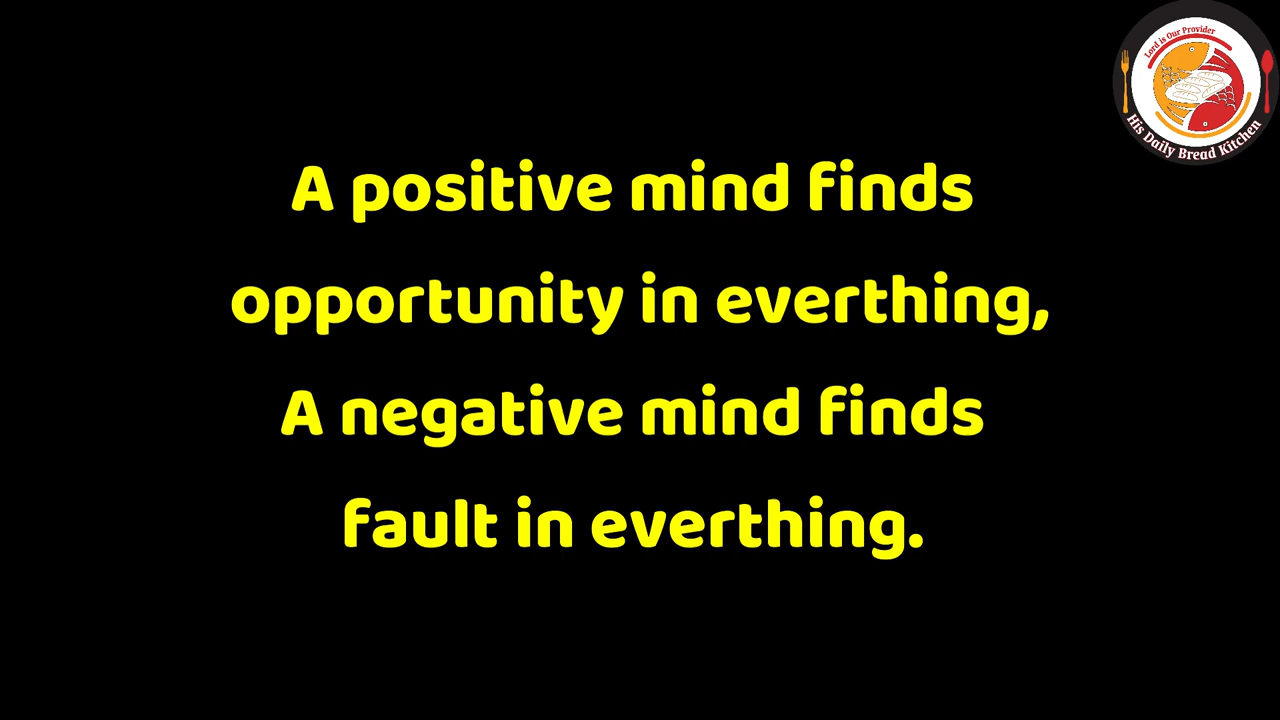 Lord is Our Provider
His Daily Bread Kitchen
A positive mind finds
opportunity in everthing,
A negative mind finds
fault in everthing.